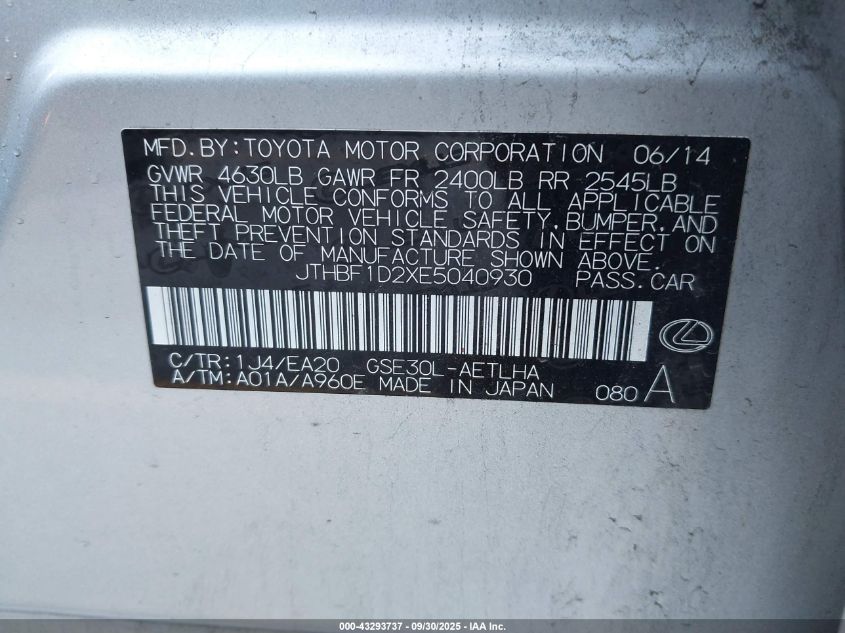 MFD.BY:TOYOTA MOTOR CORPORATION 06/14
GVWR 4630LB GAWR FR 2400LB RR 2545LB
THIS VEHICLE CONFORMS TO ALL APPLICABLE
FEDERAL MOTOR VEHICLE SAFETY,BUMPER,AND
THEFT PREVENTION STANDARDS IN EFFECT ON
THE DATE OF MANUFACTURE SHOWN ABOVE.
JTHBF1D2XE5040930 PASS.CAR
C/TR:1J4/EA20 GSE30L-AETLHA
A/TM:A01A/A960E MADE IN JAPAN 080 A
000-43293737 - 09/30/2025 - IAA Inc.